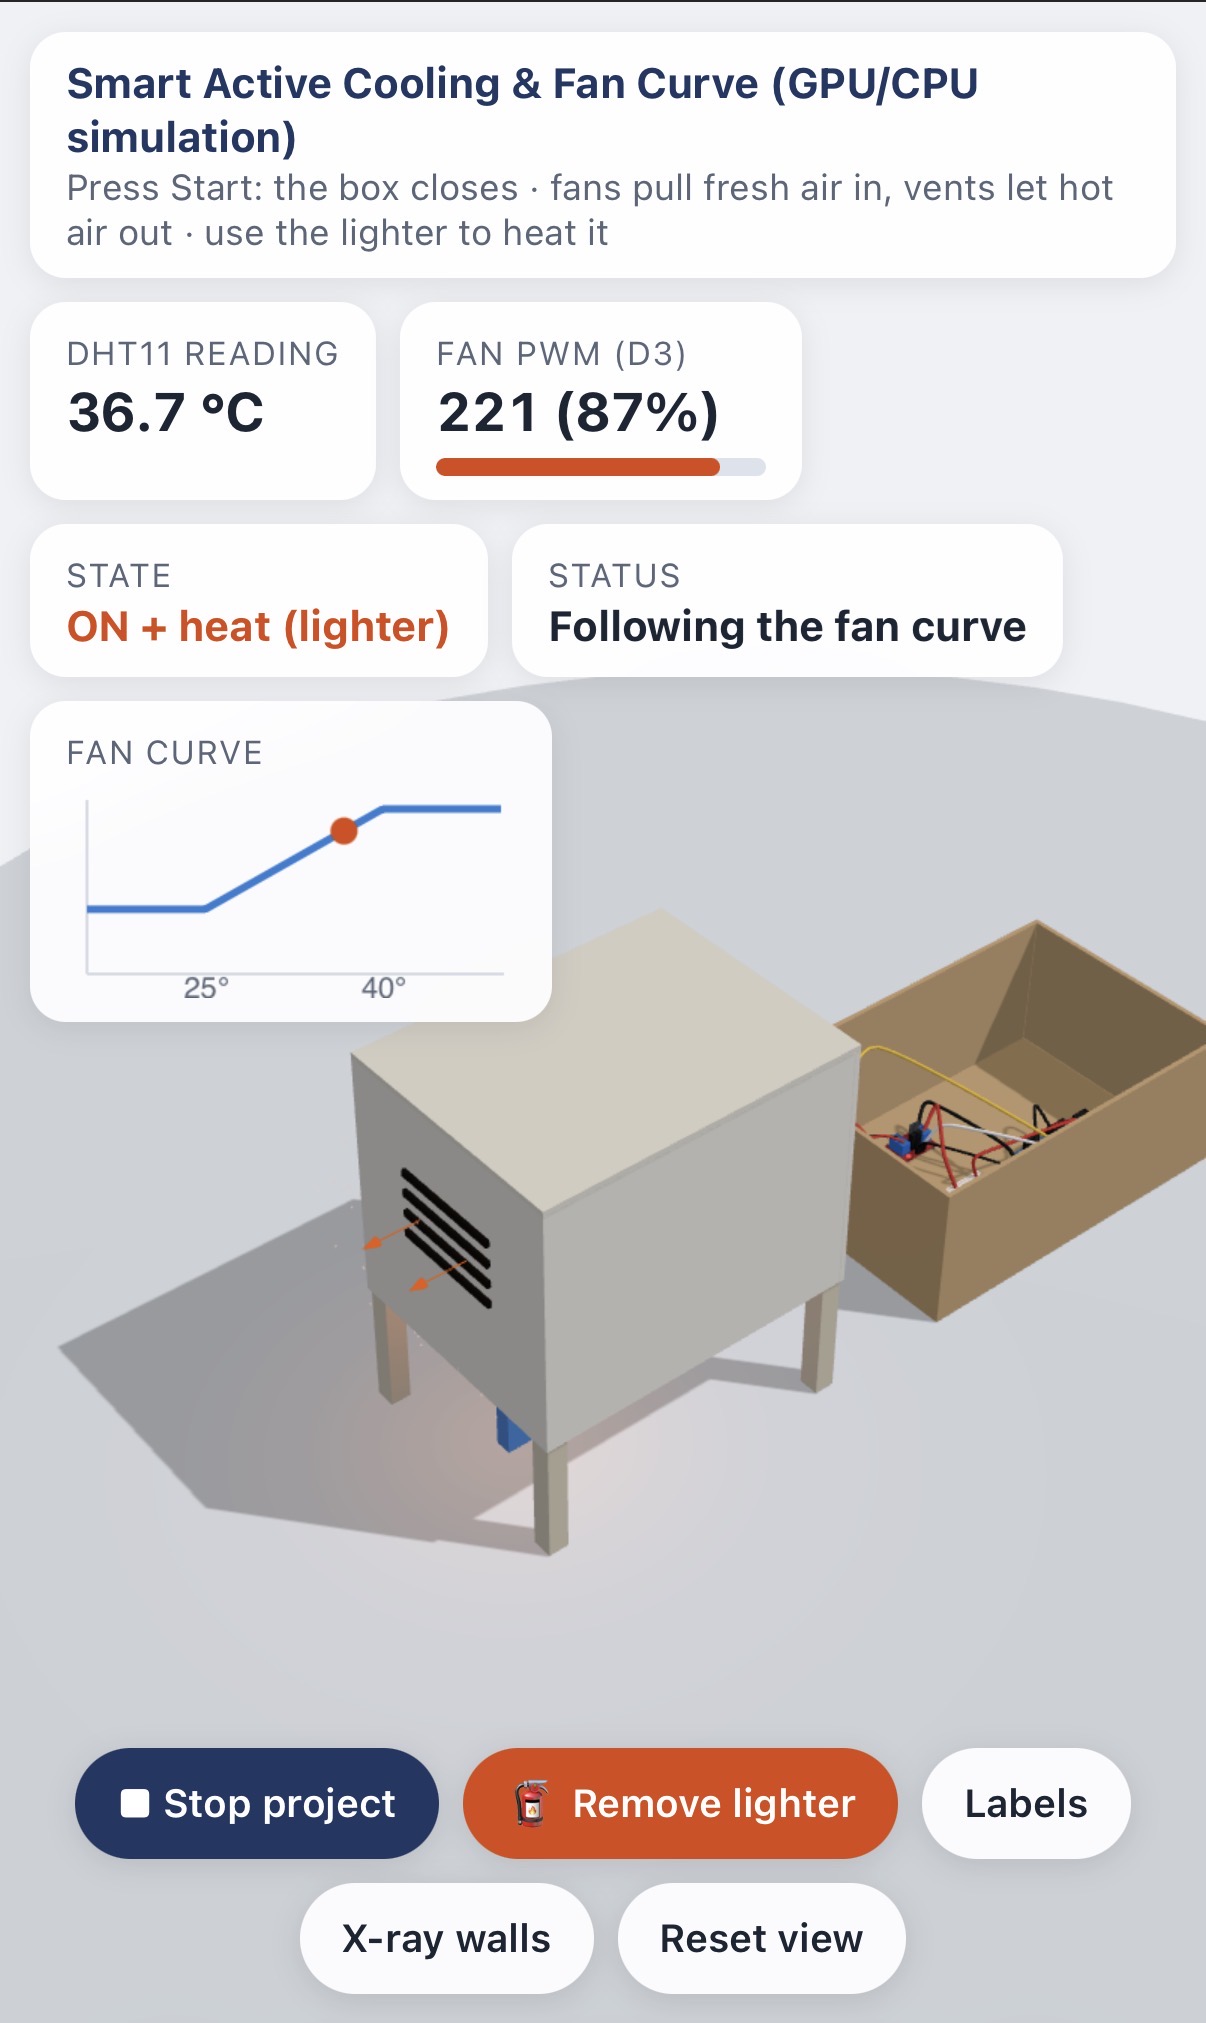 Smart Active Cooling & Fan Curve (GPU/CPU
simulation)
Press Start: the box closes · fans pull fresh air in, vents let hot
air out · use the lighter to heat it
DHT11 READING
36.7 °C
FAN PWM (D3)
221 (87%)
STATE
ON + heat (lighter)
STATUS
Following the fan curve
FAN CURVE
25°
40°
Stop project
Remove lighter
Labels
X-ray walls
Reset view